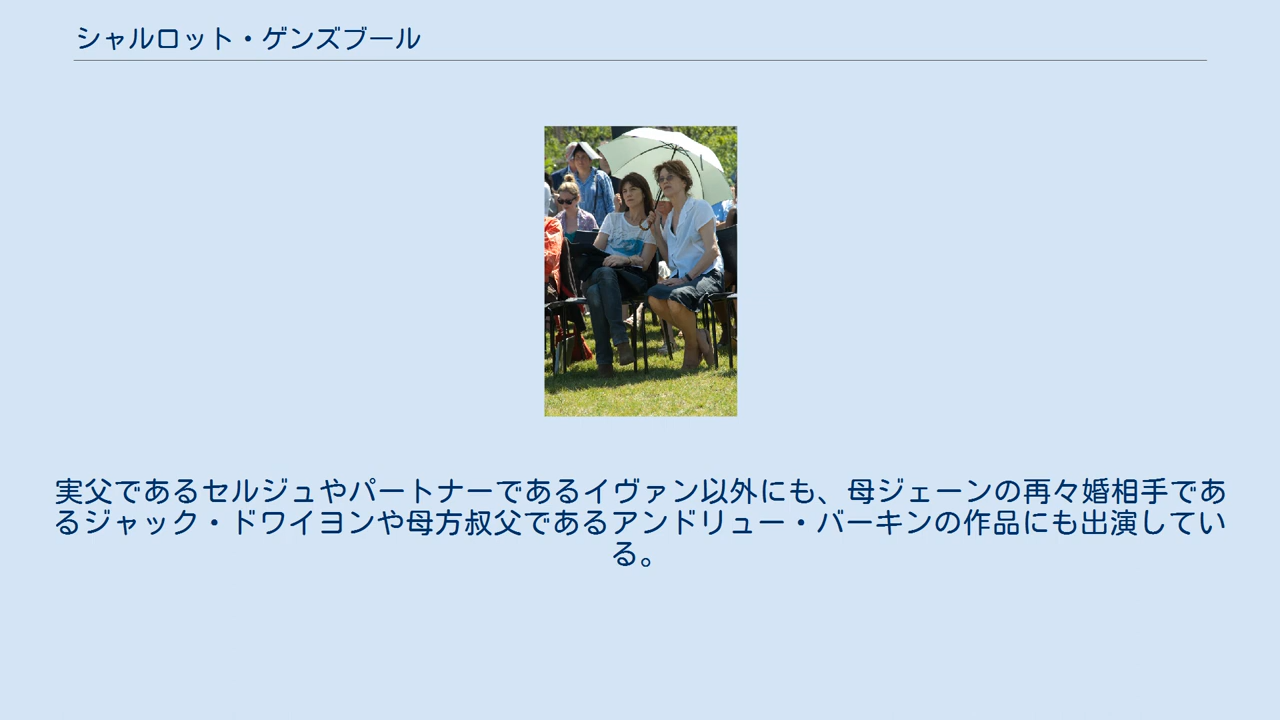 シャルロット・ゲンズブール
実父であるセルジュやパートナーであるイヴァン以外にも、母ジェーンの再々婚相手であ
るジャック・ドワイヨンや母方叔父であるアンドリュー・バーキンの作品にも出演してい
る。